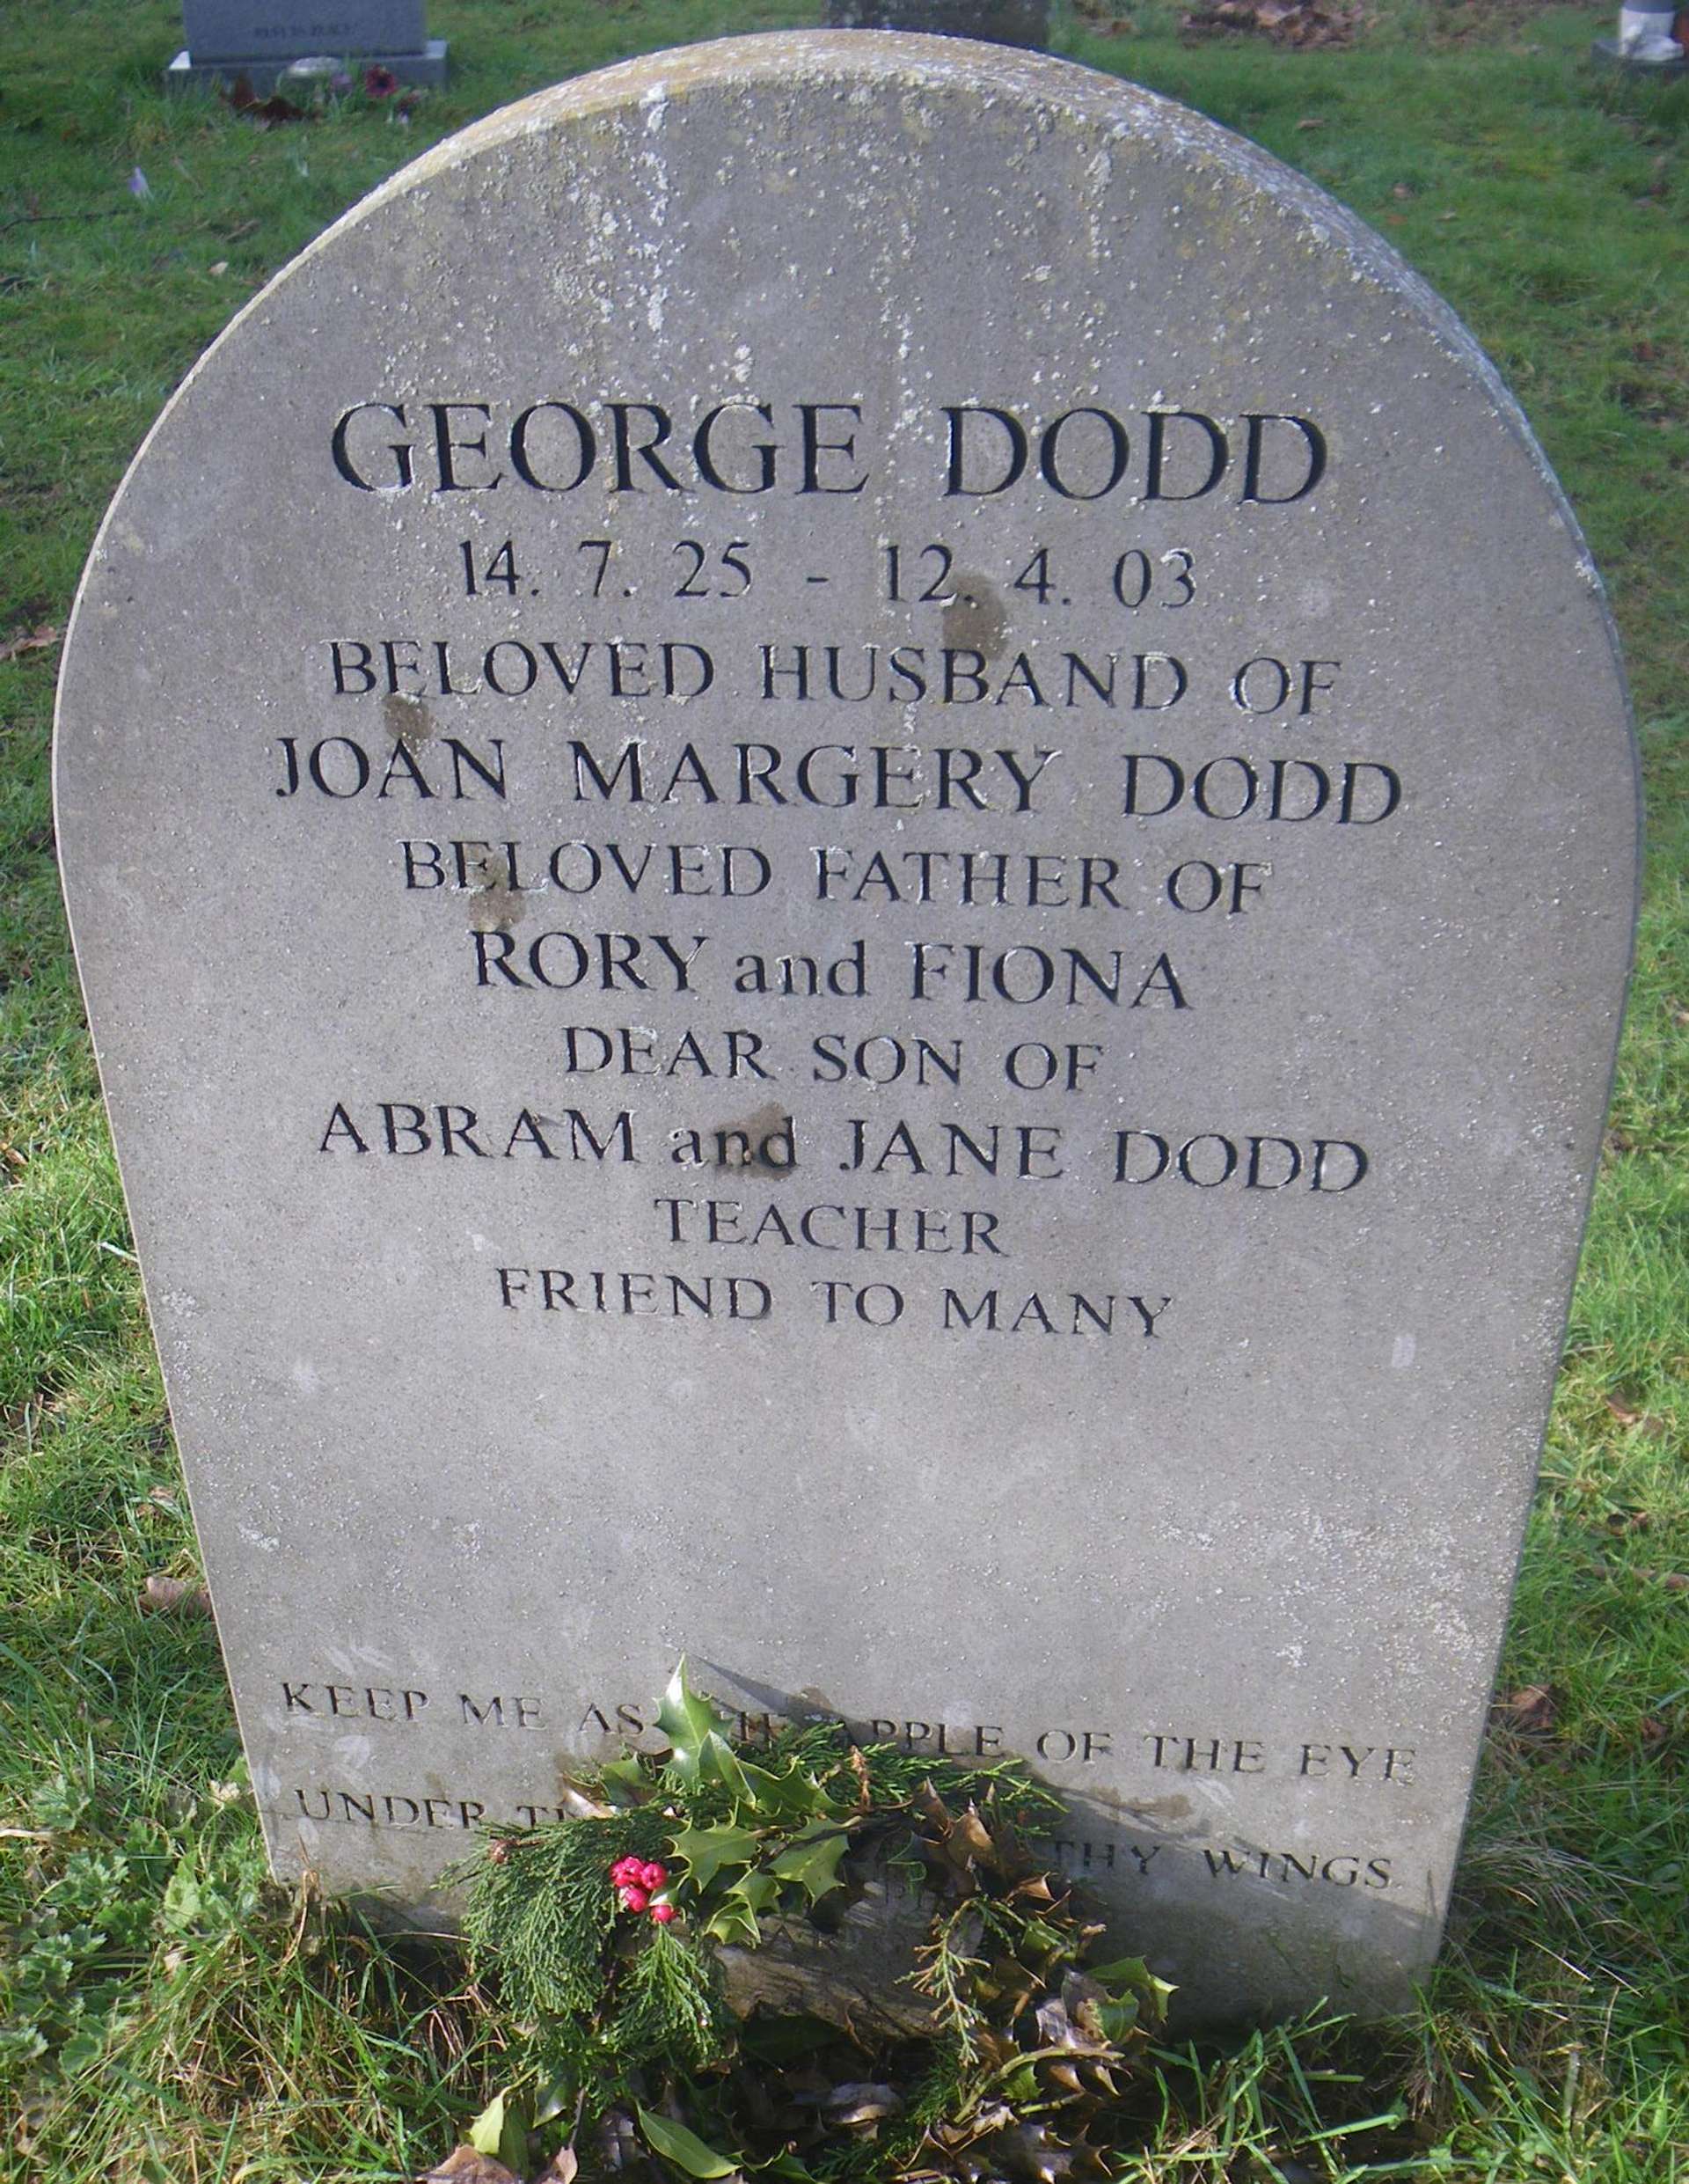 GEORGE DODD
14. 7. 25 - 12. 4. 03
BELOVED HUSBAND OF
JOAN MARGERY DODD
BELOVED FATHER OF
RORY and FIONA
DEAR SON OF
ABRAM and JANE DODD
TEACHER
FRIEND TO MANY
KEEP ME AS APPLE OF THE EYE
UNDER THY WINGS.